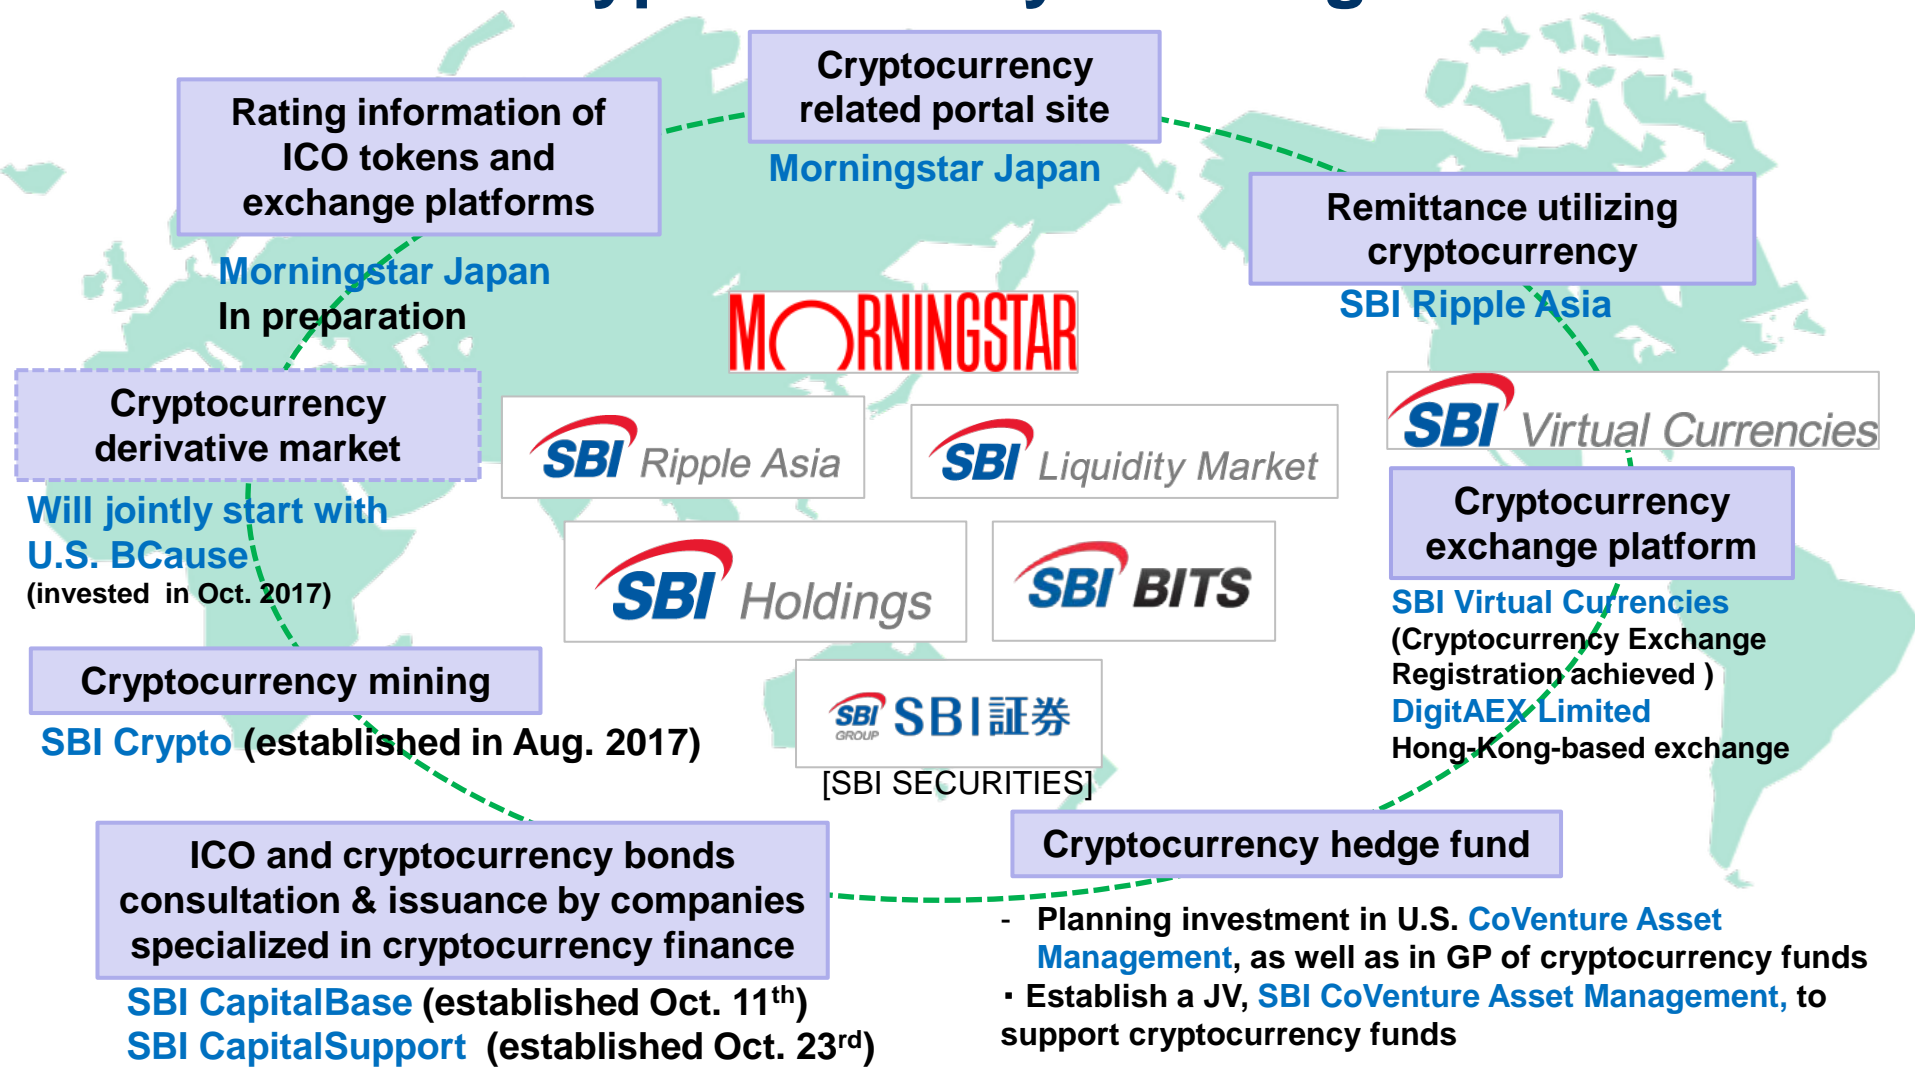 Cryptocurrency
related portal site
Morningstar Japan
Rating information of
ICO tokens and
exchange platforms
Morningstar Japan
In preparation
Remittance utilizing
cryptocurrency
SBI Ripple Asia
MORNINGSTAR
SBI Virtual Currencies
Cryptocurrency
derivative market
Will jointly start with
U.S. BCause
(invested in Oct. 2017)
SBI Ripple Asia
SBI Liquidity Market
Cryptocurrency
exchange platform
SBI Virtual Currencies
(Cryptocurrency Exchange
Registration achieved )
DigitAEX Limited
Hong-Kong-based exchange
SBI Holdings
SBI BITS
Cryptocurrency mining
SBI Crypto (established in Aug. 2017)
SBI GROUP SBI証券
[SBI SECURITIES]
ICO and cryptocurrency bonds
consultation & issuance by companies
specialized in cryptocurrency finance
SBI CapitalBase (established Oct. 11th)
SBI CapitalSupport (established Oct. 23rd)
Cryptocurrency hedge fund
- Planning investment in U.S. CoVenture Asset
Management, as well as in GP of cryptocurrency funds
・Establish a JV, SBI CoVenture Asset Management, to
support cryptocurrency funds